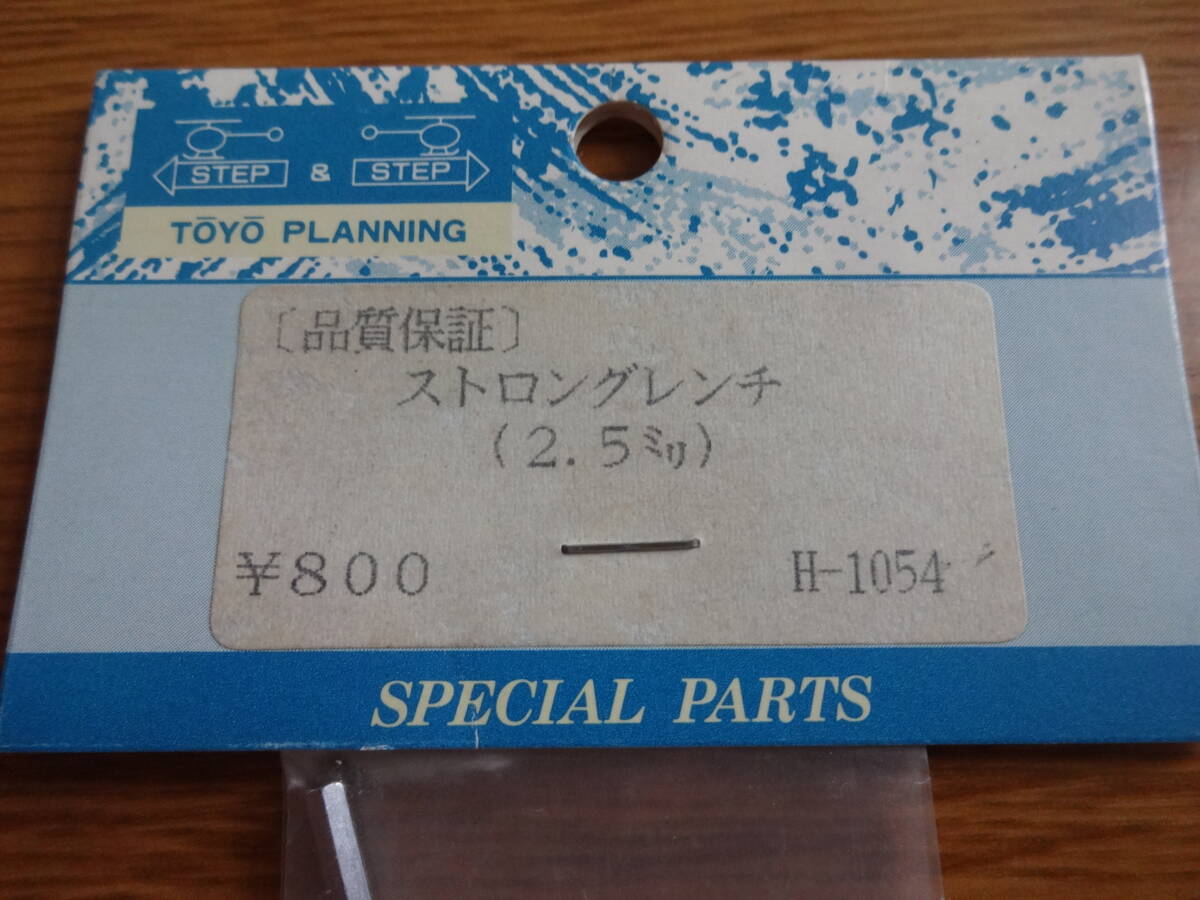 STEP & STEP
TŌYŌ PLANNING
〔品質保証〕
ストロングレンチ
(2.5㍉)
¥800 H-1054
SPECIAL PARTS